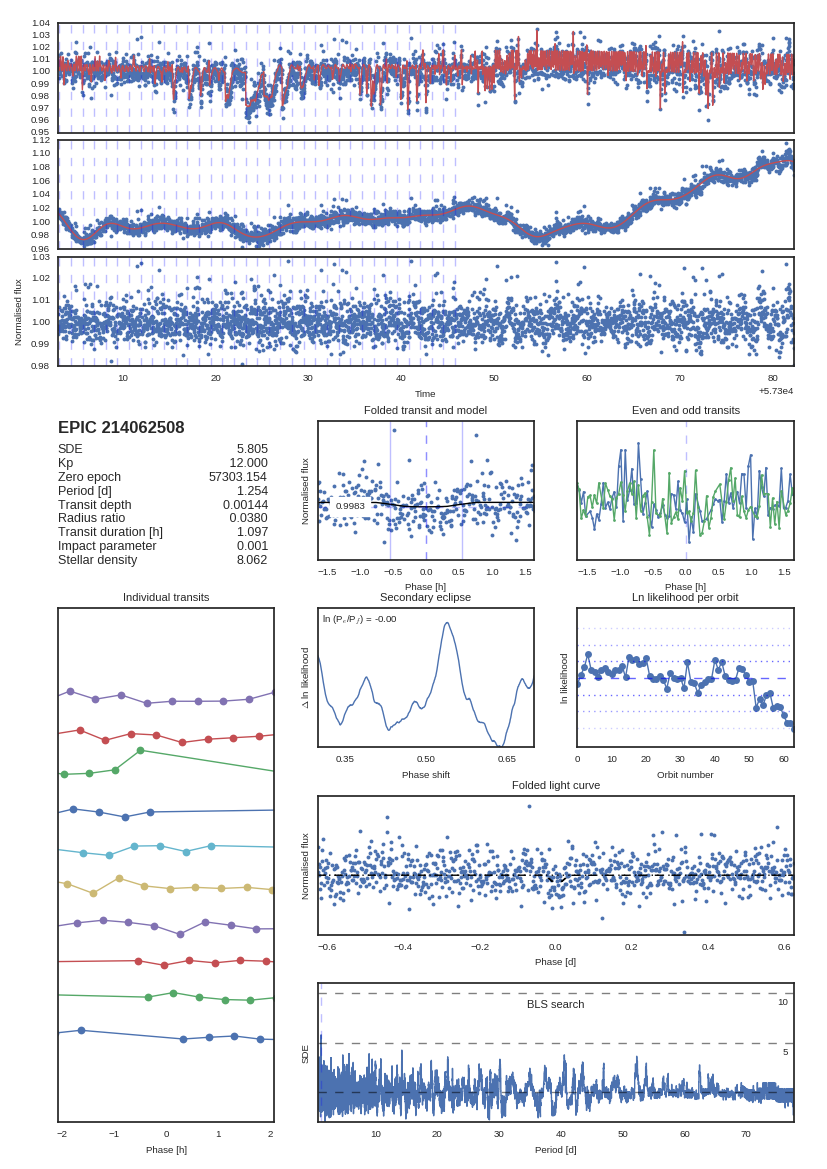 1.04
1.03
1.02
1.01
1.00
0.99
0.98
0.97
0.96
0.95
1.12
1.10
1.08
1.06
1.04
1.02
1.00
0.98
0.96
1.03
1.02
1.01
1.00
0.99
0.98
Normalised flux
10 20 30 40 50 60 70 80
Time
+5.73e4
EPIC 214062508
SDE 5.805
Kp 12.000
Zero epoch 57303.154
Period [d] 1.254
Transit depth 0.00144
Radius ratio 0.0380
Transit duration [h] 1.097
Impact parameter 0.001
Stellar density 8.062
Folded transit and model
Normalised flux
0.9983
−1.5 −1.0 −0.5 0.0 0.5 1.0 1.5
Phase [h]
Even and odd transits
−1.5 −1.0 −0.5 0.0 0.5 1.0 1.5
Phase [h]
Individual transits
−2 −1 0 1 2
Phase [h]
Secondary eclipse
Δ ln likelihood
0.35 0.50 0.65
Phase shift
Ln likelihood per orbit
ln likelihood
0 10 20 30 40 50 60
Orbit number
Folded light curve
Normalised flux
−0.6 −0.4 −0.2 0.0 0.2 0.4 0.6
Phase [d]
BLS search
10
5
SDE
10 20 30 40 50 60 70
Period [d]